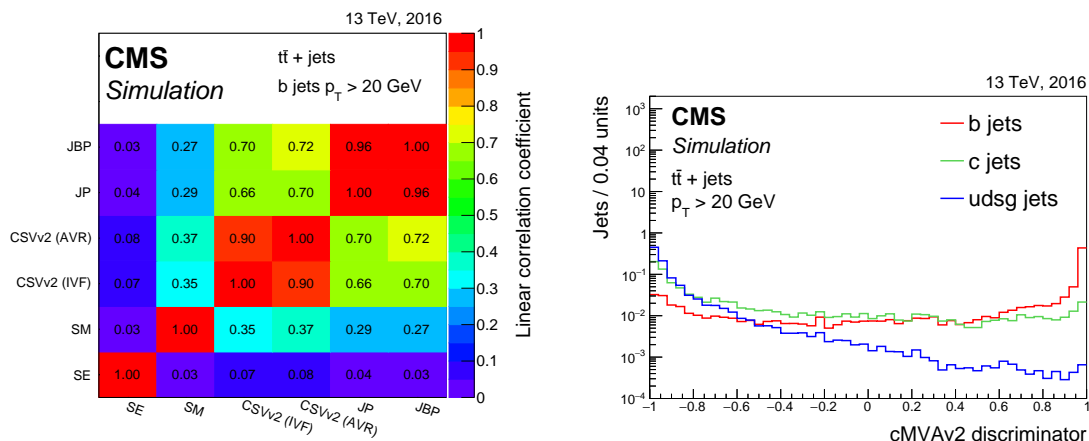 13 TeV, 2016
CMS
Simulation
tt̄ + jets
b jets p_T > 20 GeV
JBP 0.03 0.27 0.70 0.72 0.96 1.00
JP 0.04 0.29 0.66 0.70 1.00 0.96
CSVv2 (AVR) 0.08 0.37 0.90 1.00 0.70 0.72
CSVv2 (IVF) 0.07 0.35 1.00 0.90 0.66 0.70
SM 0.03 1.00 0.35 0.37 0.29 0.27
SE 1.00 0.03 0.07 0.08 0.04 0.03
SE SM CSVv2 (IVF) CSVv2 (AVR) JP JBP
1
0.9
0.8
0.7
0.6
0.5
0.4
0.3
0.2
0.1
0
Linear correlation coefficient
13 TeV, 2016
CMS
Simulation
tt̄ + jets
p_T > 20 GeV
b jets
c jets
udsg jets
Jets / 0.04 units
10³
10²
10
1
10⁻¹
10⁻²
10⁻³
10⁻⁴
−1 −0.8 −0.6 −0.4 −0.2 0 0.2 0.4 0.6 0.8 1
cMVAv2 discriminator